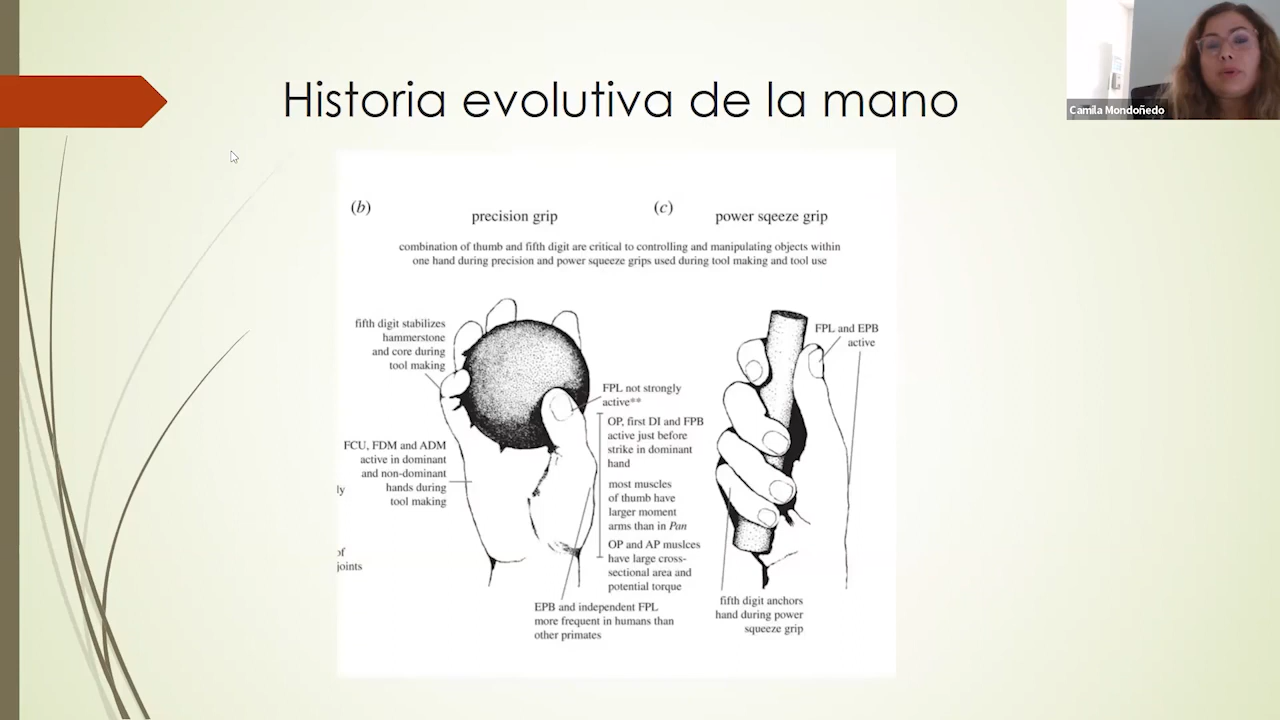 Historia evolutiva de la mano
Camila Mondoñedo
(b)
precision grip
(c)
power sqeeze grip
combination of thumb and fifth digit are critical to controlling and manipulating objects within
one hand during precision and power squeeze grips used during tool making and tool use
fifth digit stabilizes
hammerstone
and core during
tool making
FCU, FDM and ADM
active in dominant
and non-dominant
hands during
tool making
ly
of
joints
FPL not strongly
active**
OP, first DI and FPB
active just before
strike in dominant
hand
most muscles
of thumb have
larger moment
arms than in Pan
OP and AP muslces
have large cross-
sectional area and
potential torque
EPB and independent FPL
more frequent in humans than
other primates
FPL and EPB
active
fifth digit anchors
hand during power
squeeze grip